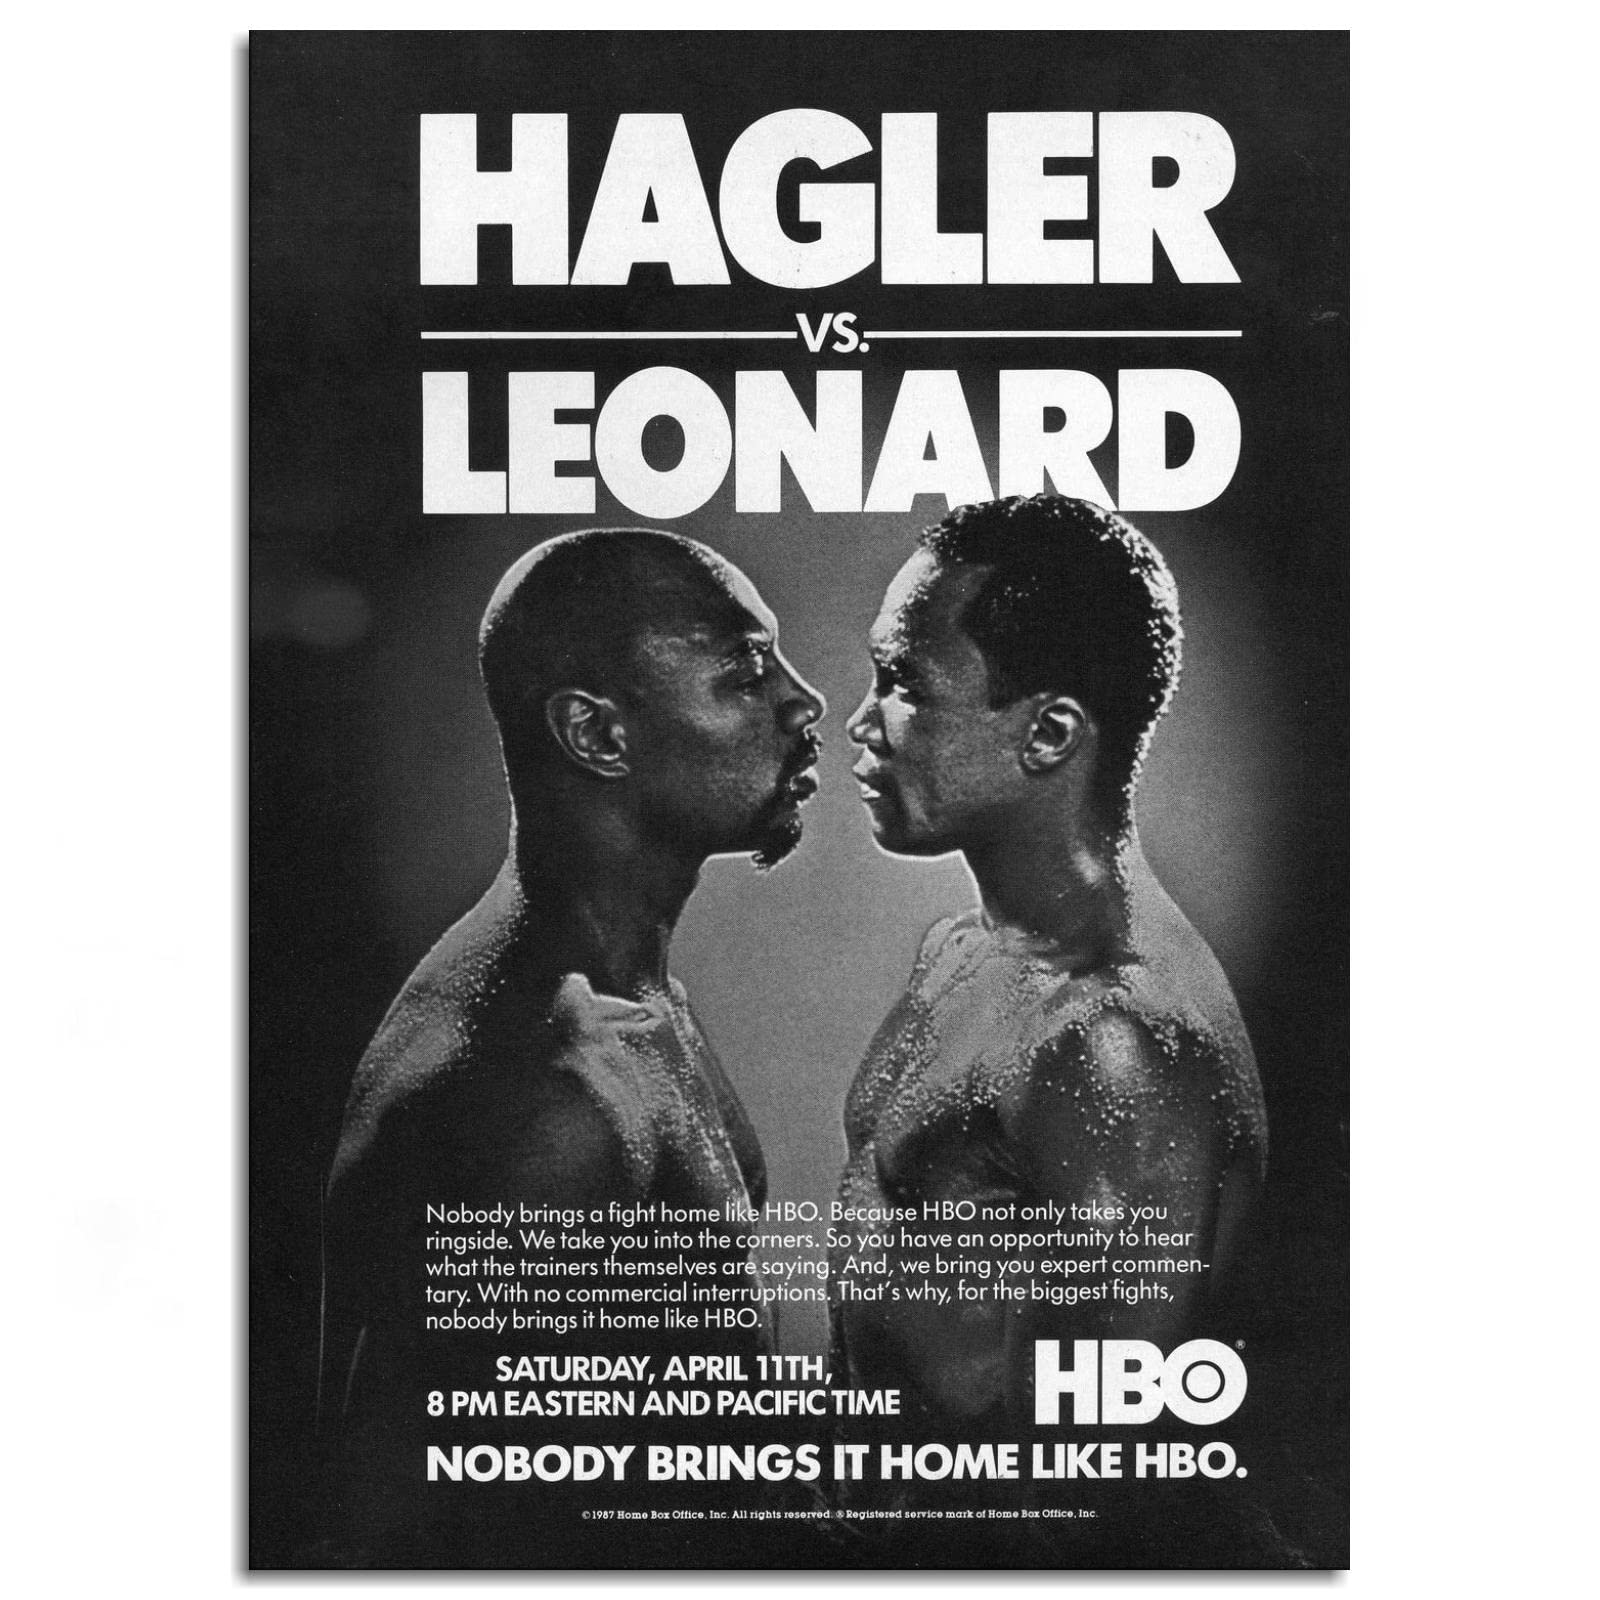 HAGLER
VS.
LEONARD
Nobody brings a fight home like HBO. Because HBO not only takes you
ringside. We take you into the corners. So you have an opportunity to hear
what the trainers themselves are saying. And, we bring you expert commen-
tary. With no commercial interruptions. That's why, for the biggest fights,
nobody brings it home like HBO.
SATURDAY, APRIL 11TH,
8 PM EASTERN AND PACIFIC TIME
HBO®
NOBODY BRINGS IT HOME LIKE HBO.
©1987 Home Box Office, Inc. All rights reserved. ® Registered service mark of Home Box Office, Inc.